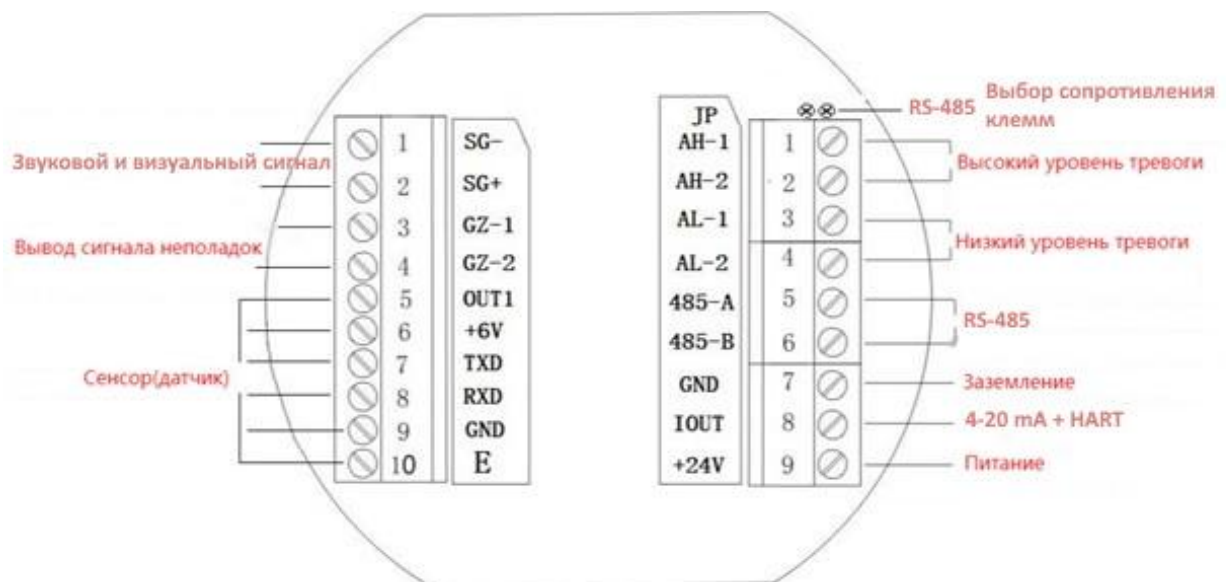 Звуковой и визуальный сигнал
Вывод сигнала неполадок
Сенсор(датчик)
1 SG-
2 SG+
3 GZ-1
4 GZ-2
5 OUT1
6 +6V
7 TXD
8 RXD
9 GND
10 E
JP
AH-1 1
AH-2 2
AL-1 3
AL-2 4
485-A 5
485-B 6
GND 7
IOUT 8
+24V 9
RS-485 Выбор сопротивления
клемм
Высокий уровень тревоги
Низкий уровень тревоги
RS-485
Заземление
4-20 mA + HART
Питание